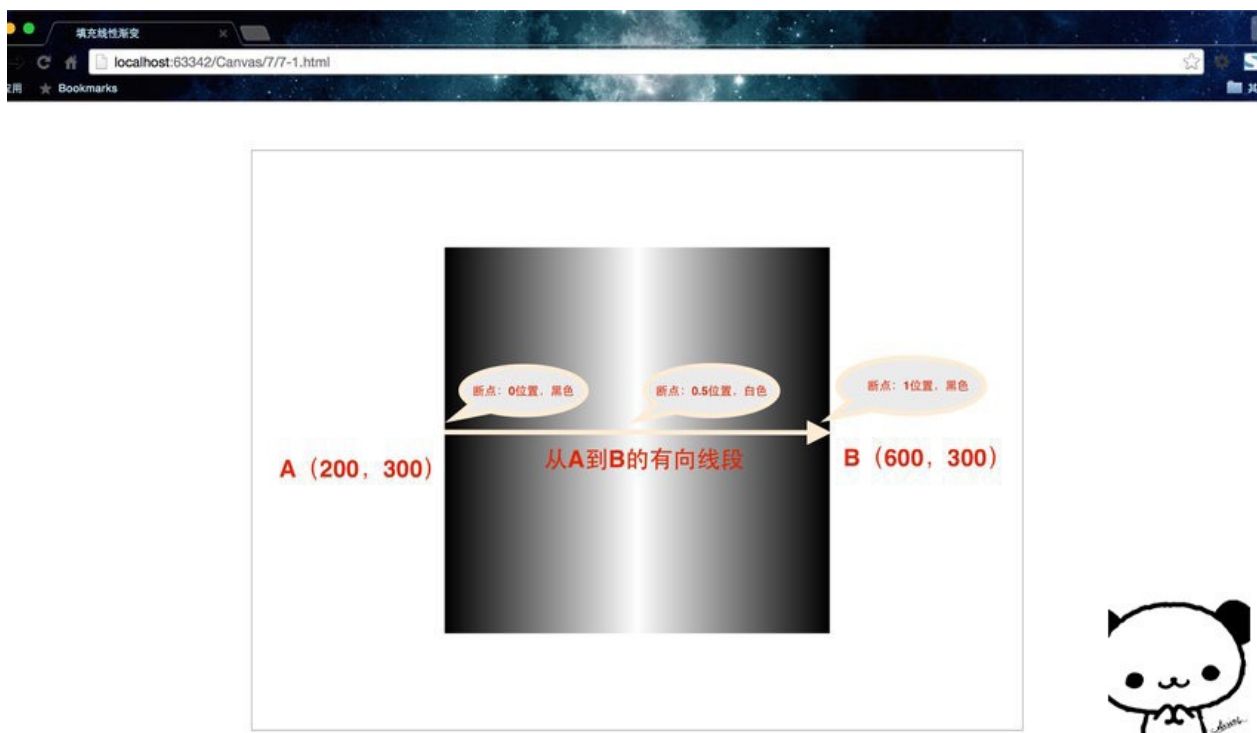 填充线性渐变
localhost:63342/Canvas/7/7-1.html
Bookmarks
断点：0位置，黑色
断点：0.5位置，白色
断点：1位置，黑色
A（200，300）
从A到B的有向线段
B（600，300）